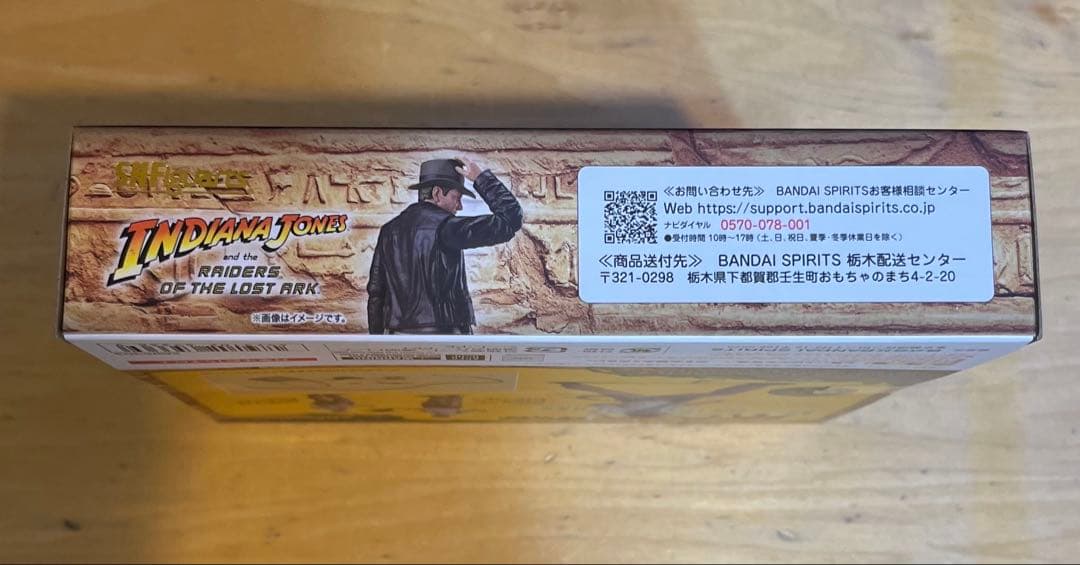 S.H.Figuarts
INDIANA JONES
and the
RAIDERS
OF THE LOST ARK
※画像はイメージです。
≪お問い合わせ先≫ BANDAI SPIRITSお客様相談センター
Web https://support.bandaispirits.co.jp
ナビダイヤル 0570-078-001
●受付時間 10時〜17時(土、日、祝日、夏季・冬季休業日を除く)
≪商品送付先≫ BANDAI SPIRITS 栃木配送センター
〒321-0298 栃木県下都賀郡壬生町おもちゃのまち4-2-20